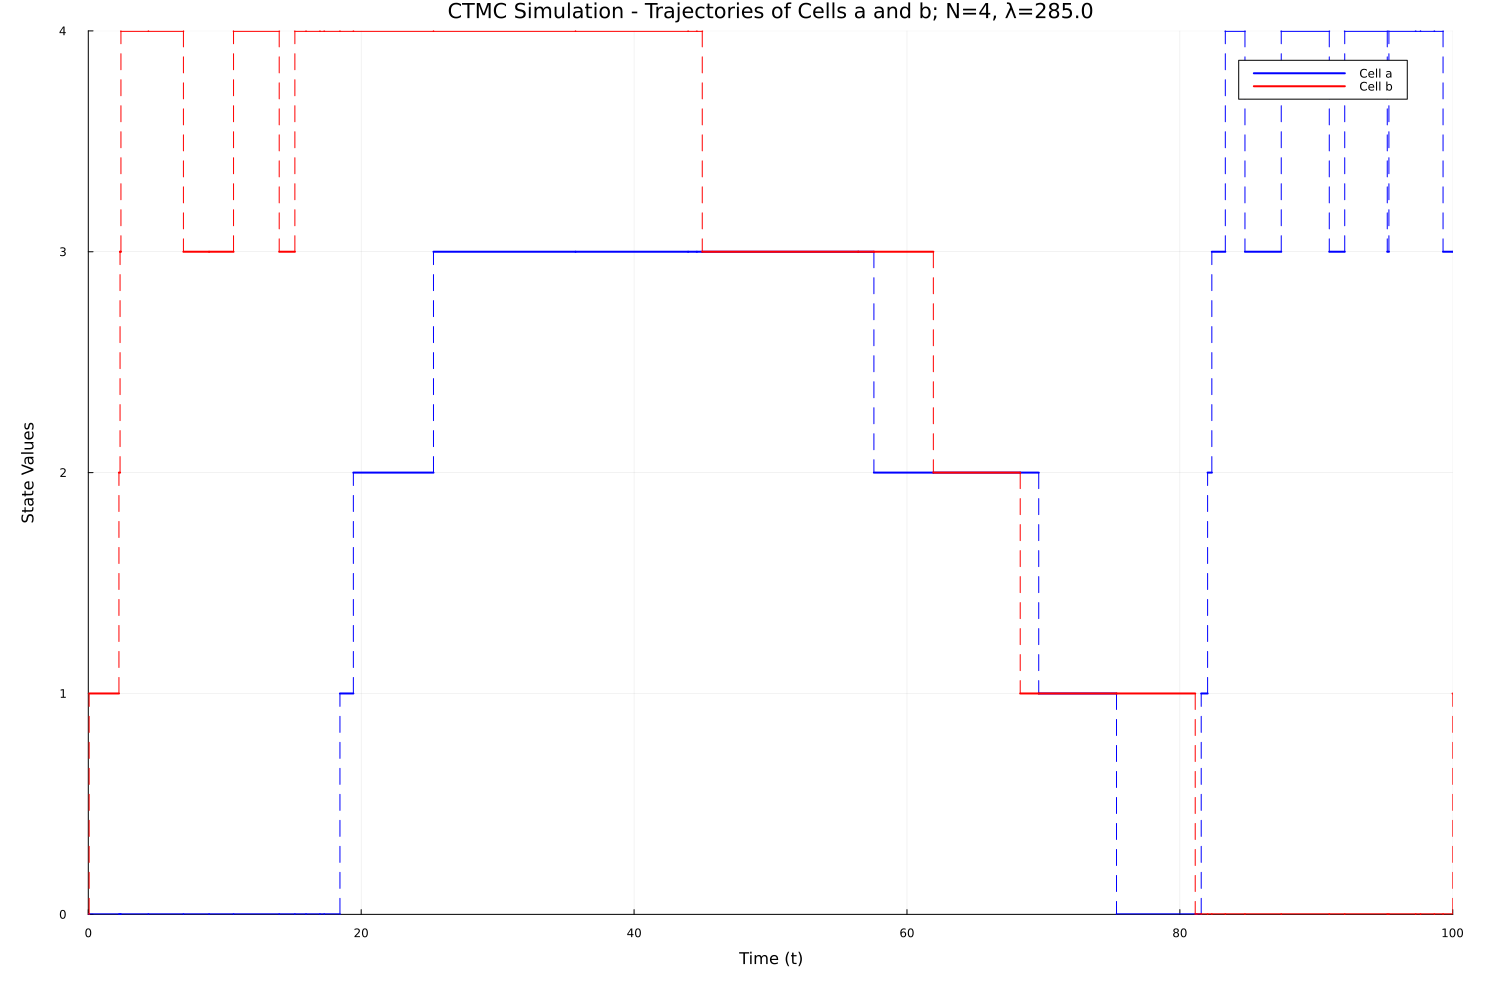 CTMC Simulation - Trajectories of Cells a and b; N=4, λ=285.0
4
Cell a
Cell b
3
State Values
2
1
0
0 20 40 60 80 100
Time (t)